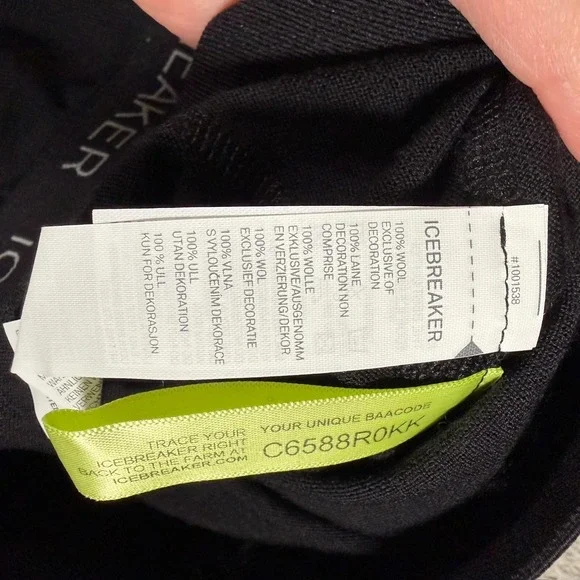 ICEBREAKER
#1001538
ICEBREAKER
100% WOOL
EXCLUSIVE OF
DECORATION
100% LAINE
DECORATION NON
COMPRISE
100% WOLLE
EXKLUSIVE/AUSGENOMM
EN VERZIERUNG/DEKOR
100% WOL
EXCLUSIEF DECORATIE
100% VLNA
S VYLOUČENIM DEKORACE
100 % ULL
UTAN DEKORATION
100 % ULL
KUN FOR DEKORASJON
YOUR UNIQUE BAACODE
C6588R0KK
TRACE YOUR
ICEBREAKER RIGHT
BACK TO THE FARM AT
ICEBREAKER.COM